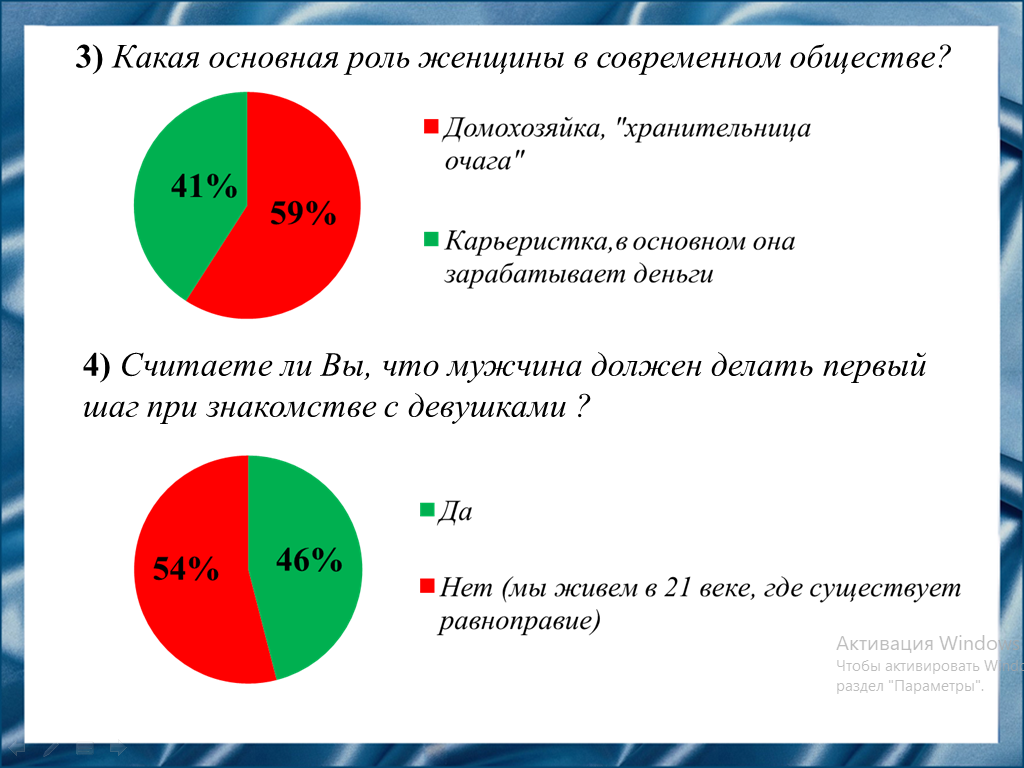 3) Какая основная роль женщины в современном обществе?
41%
59%
Домохозяйка, "хранительница
очага"
Карьеристка,в основном она
зарабатывает деньги
4) Считаете ли Вы, что мужчина должен делать первый
шаг при знакомстве с девушками ?
54%
46%
Да
Нет (мы живем в 21 веке, где существует
равноправие)
Активация Windows
Чтобы активировать
раздел "Параметры".